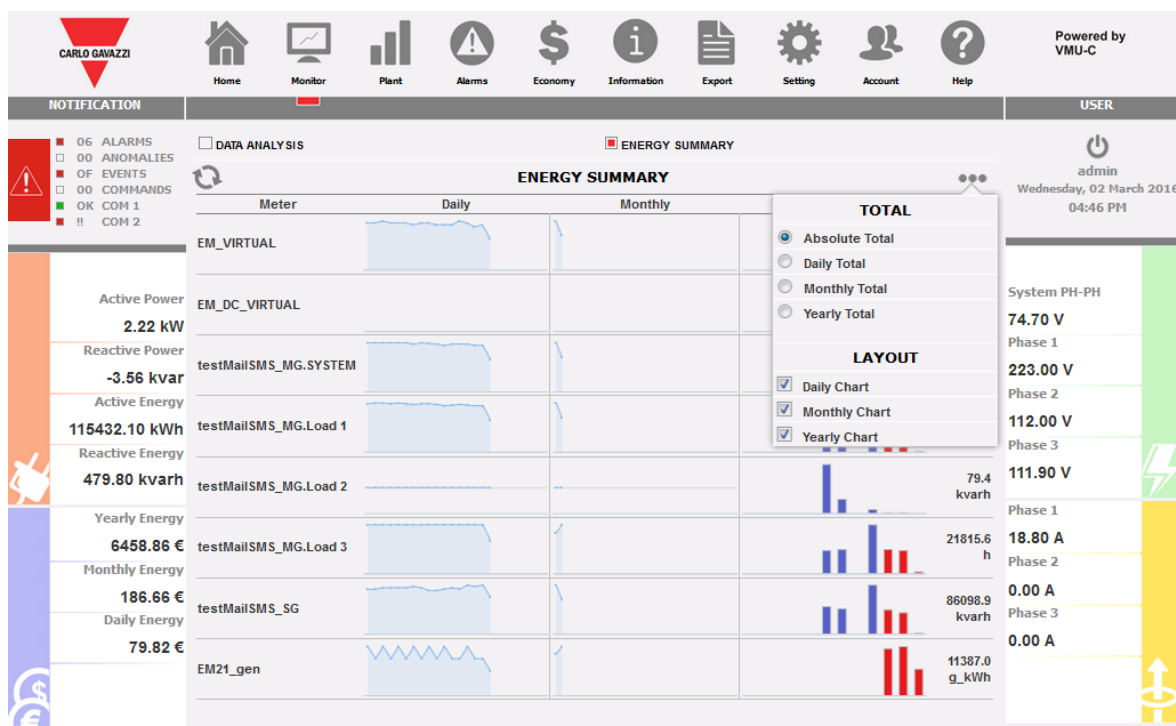 CARLO GAVAZZI
Home
Monitor
Plant
Alarms
Economy
Information
Export
Setting
Account
Help
Powered by
VMU-C
NOTIFICATION
USER
06 ALARMS
00 ANOMALIES
OF EVENTS
00 COMMANDS
OK COM 1
!! COM 2
DATA ANALYSIS
ENERGY SUMMARY
admin
Wednesday, 02 March 2016
04:46 PM
ENERGY SUMMARY
Meter
Daily
Monthly
TOTAL
Absolute Total
Daily Total
Monthly Total
Yearly Total
LAYOUT
Daily Chart
Monthly Chart
Yearly Chart
EM_VIRTUAL
EM_DC_VIRTUAL
testMailSMS_MG.SYSTEM
testMailSMS_MG.Load 1
testMailSMS_MG.Load 2
79.4
kvarh
testMailSMS_MG.Load 3
21815.6
h
testMailSMS_SG
86098.9
kvarh
EM21_gen
11387.0
g_kWh
Active Power
2.22 kW
Reactive Power
-3.56 kvar
Active Energy
115432.10 kWh
Reactive Energy
479.80 kvarh
Yearly Energy
6458.86 €
Monthly Energy
186.66 €
Daily Energy
79.82 €
System PH-PH
74.70 V
Phase 1
223.00 V
Phase 2
112.00 V
Phase 3
111.90 V
Phase 1
18.80 A
Phase 2
0.00 A
Phase 3
0.00 A